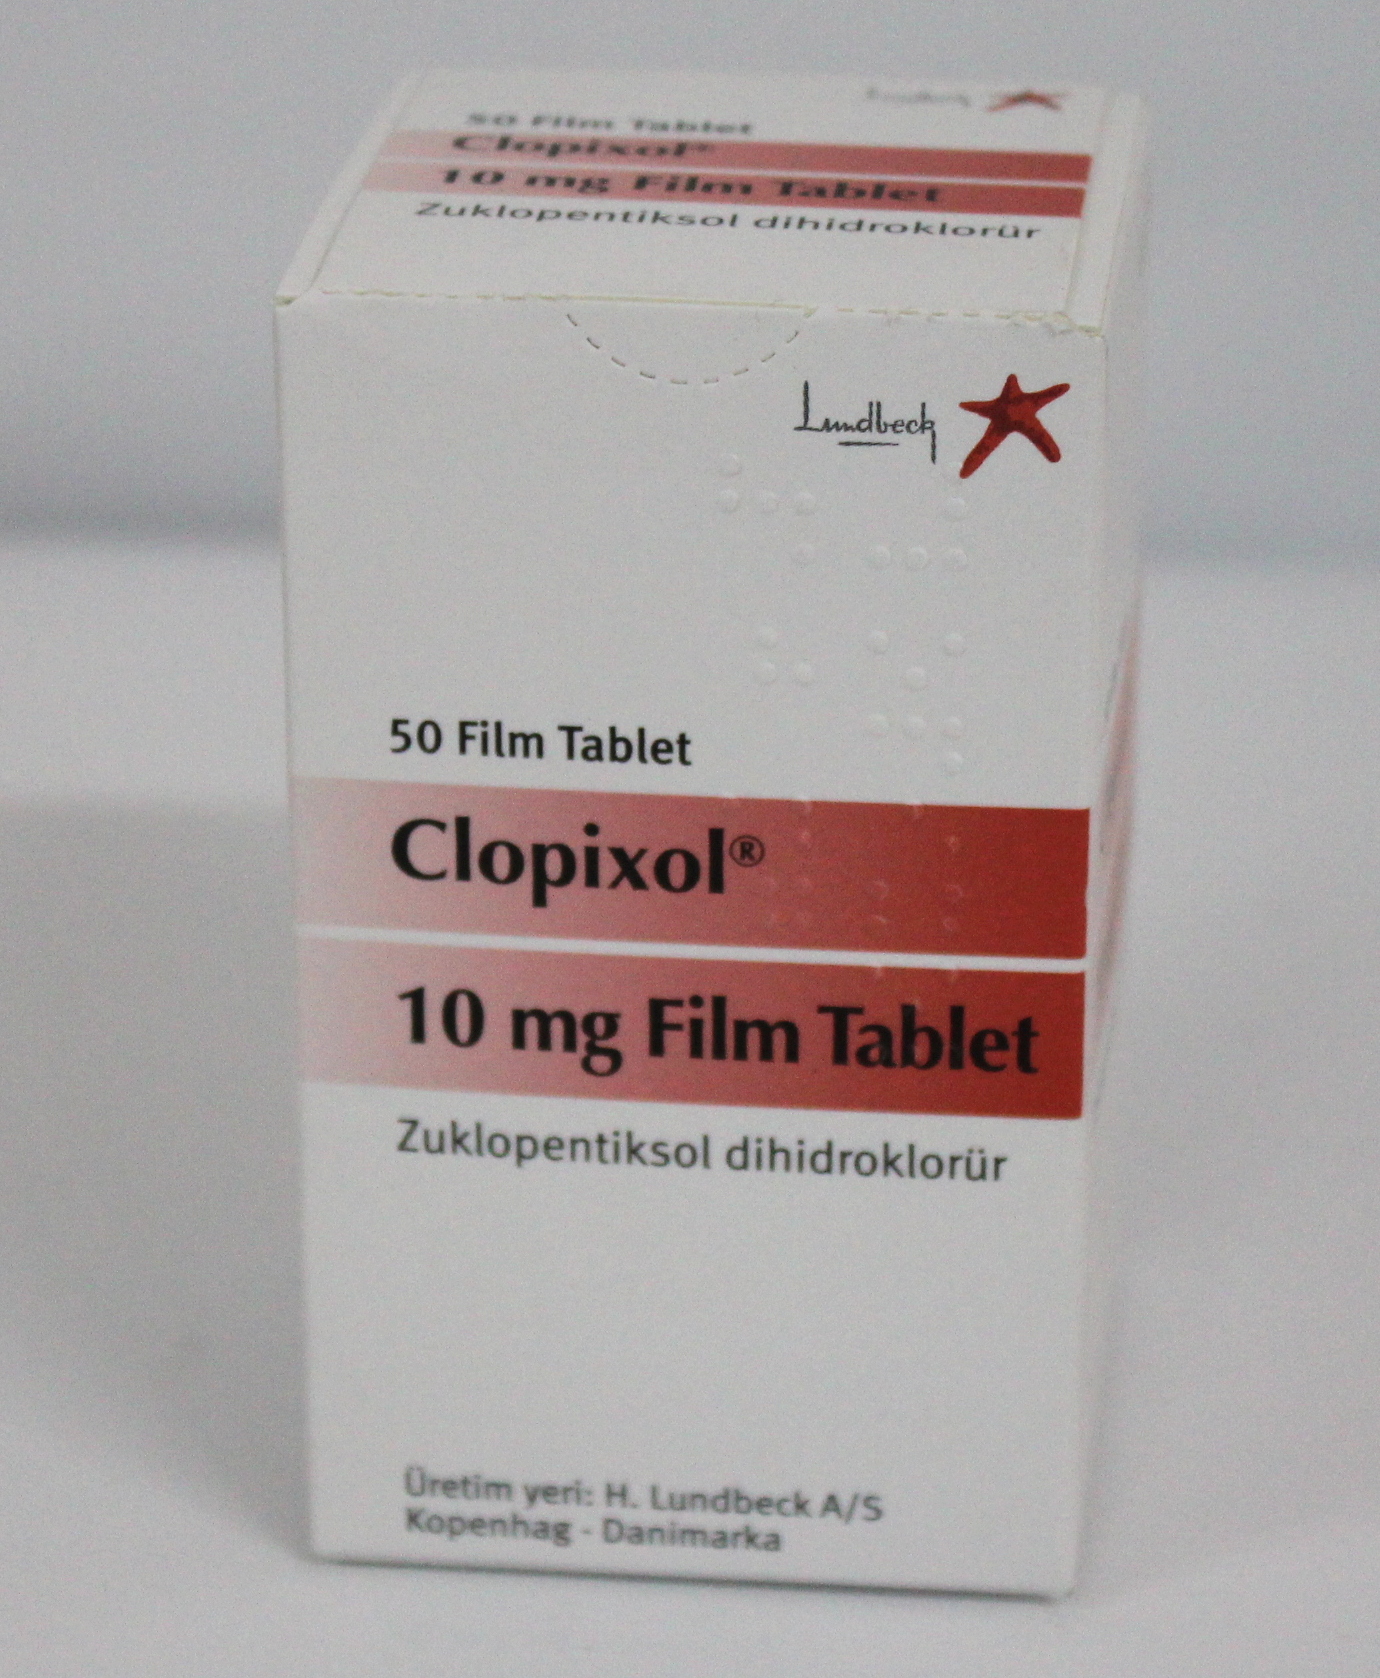 Lundbeck
50 Film Tablet
Clopixol®
10 mg Film Tablet
Zuklopentiksol dihidroklorür
Lundbeck
50 Film Tablet
Clopixol®
10 mg Film Tablet
Zuklopentiksol dihidroklorür
Üretim yeri: H. Lundbeck A/S
Kopenhag - Danimarka